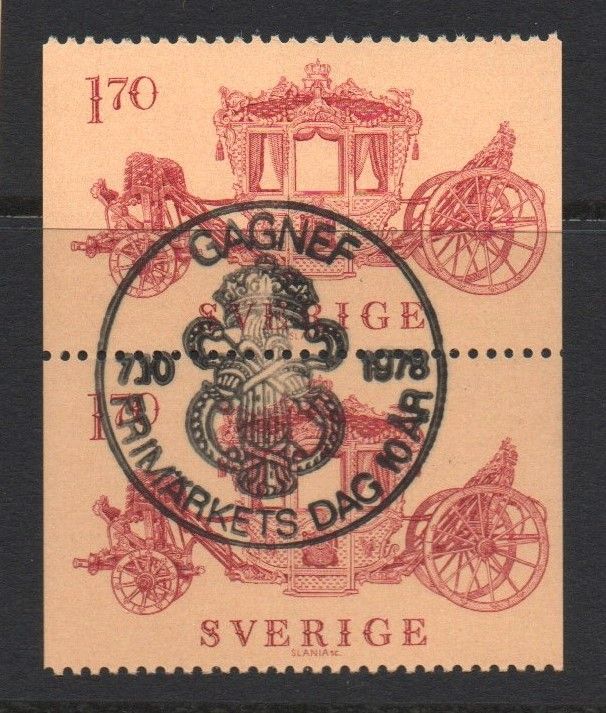 1 70
GAGNEF
SVERIGE
7.10 1978
1 70
FRIMÄRKETS DAG 10 ÅR
SVERIGE
SLANIA SC.